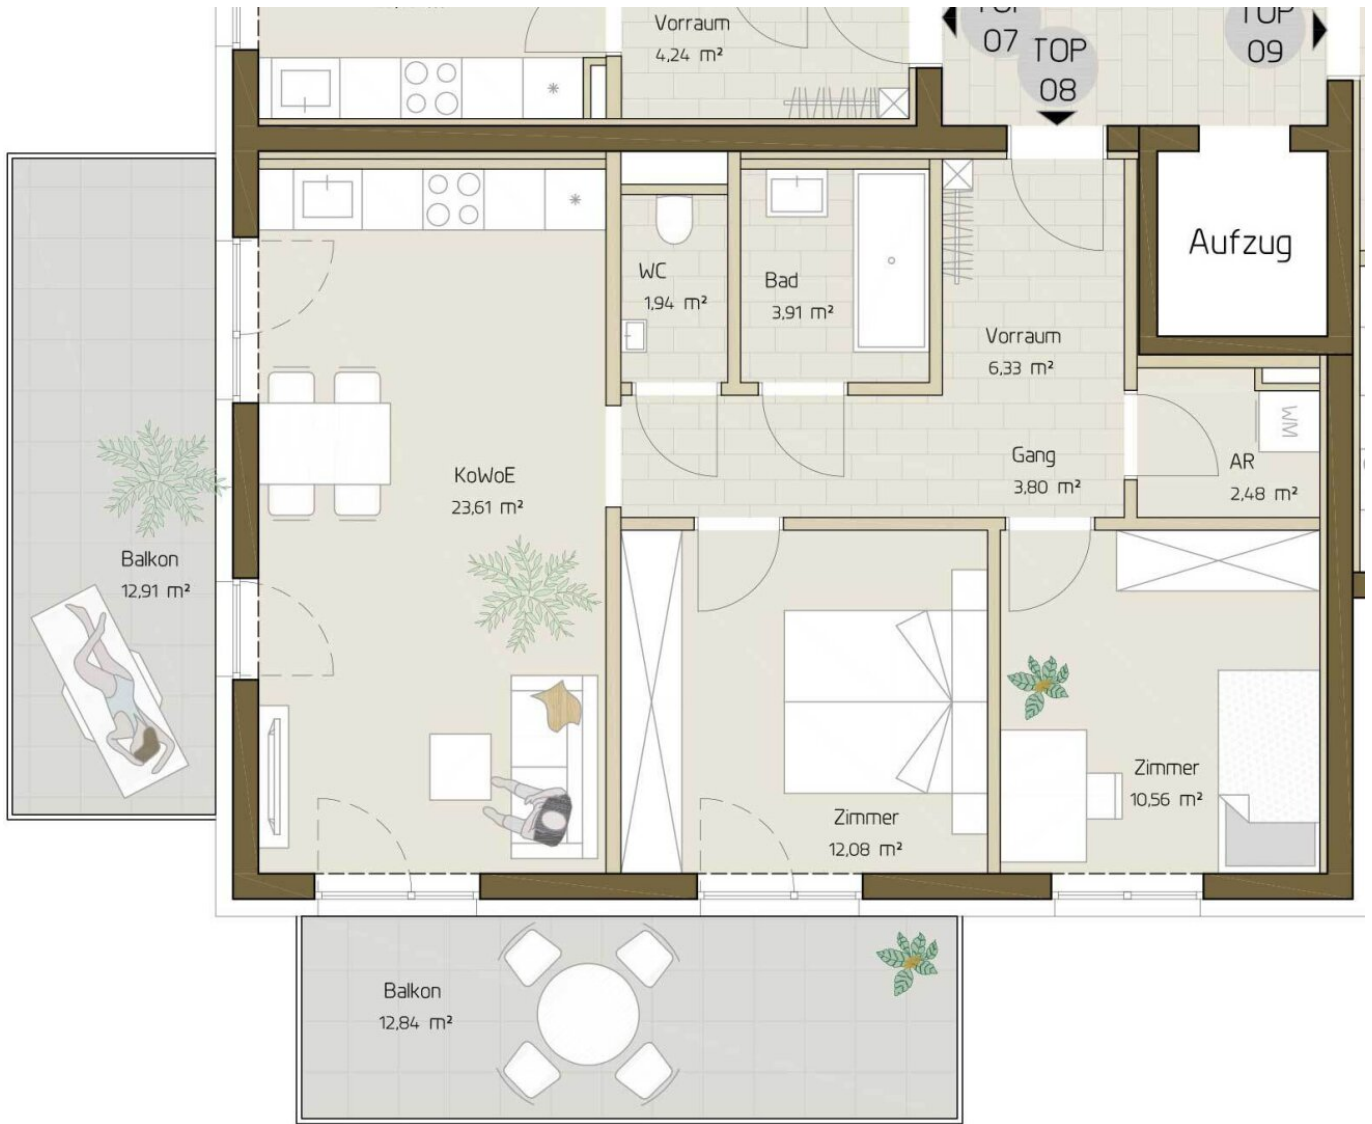 Vorraum
4,24 m²
07
TOP
08
TOP
09
Aufzug
WC
1,94 m²
Bad
3,91 m²
Vorraum
6,33 m²
WM
Gang
3,80 m²
AR
2,48 m²
KoWoE
23,61 m²
Balkon
12,91 m²
Zimmer
10,56 m²
Zimmer
12,08 m²
Balkon
12,84 m²